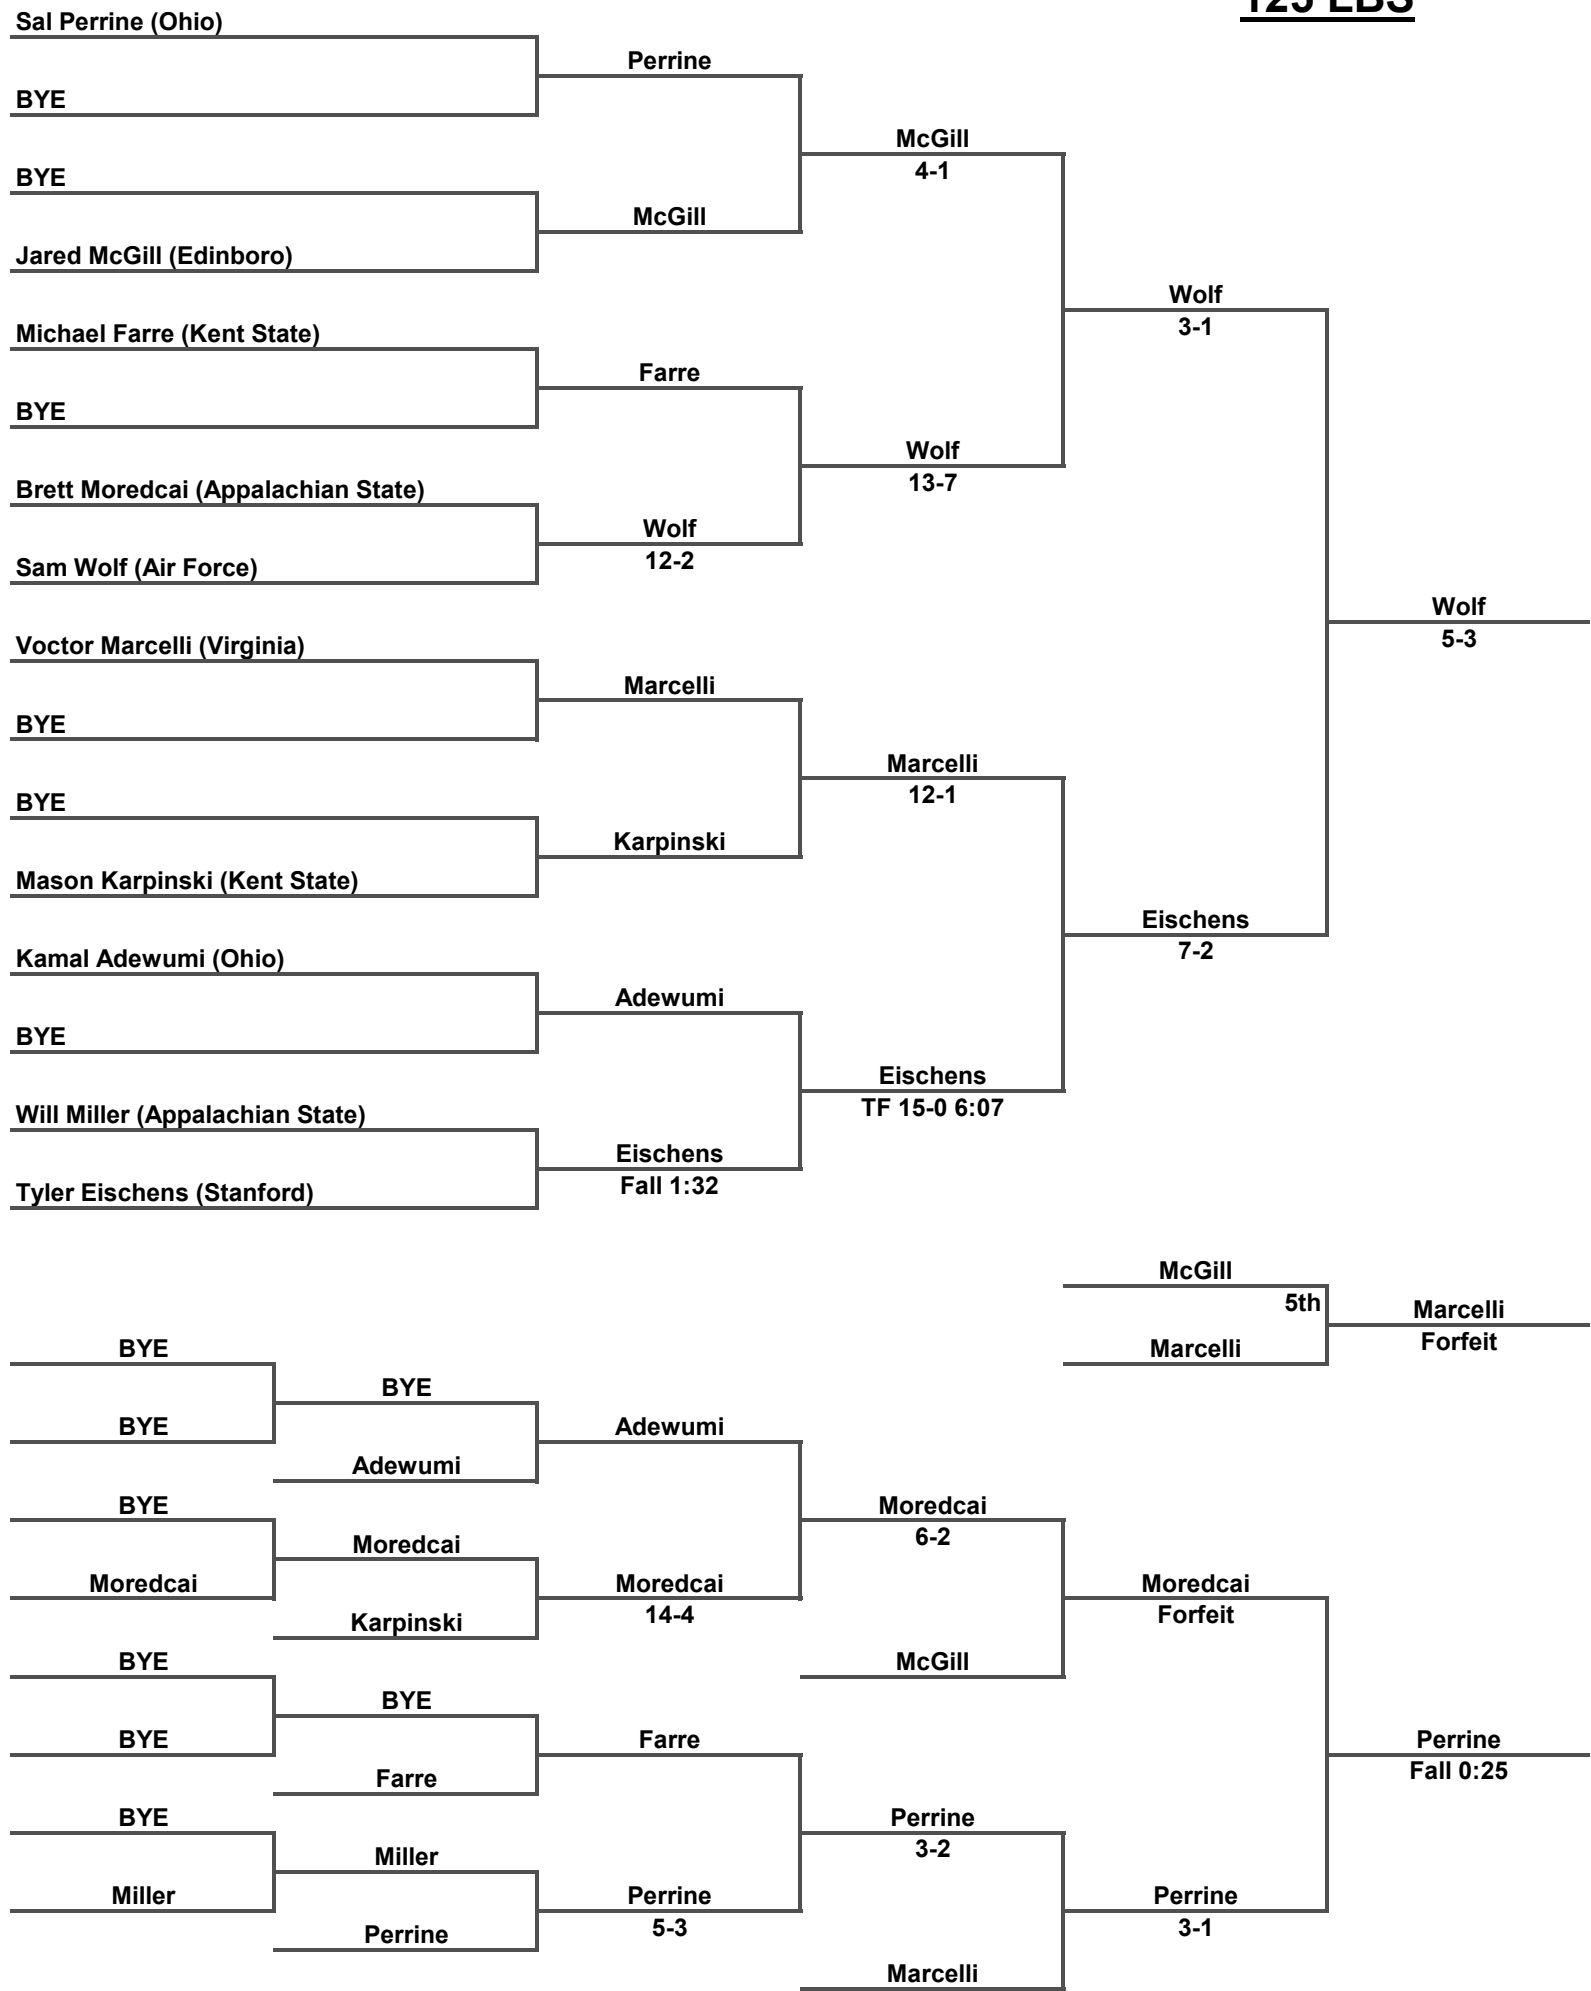 125 LBS
Sal Perrine (Ohio)
Perrine
BYE
McGill
4-1
BYE
McGill
Jared McGill (Edinboro)
Wolf
3-1
Michael Farre (Kent State)
Farre
BYE
Wolf
13-7
Brett Moredcai (Appalachian State)
Wolf
12-2
Sam Wolf (Air Force)
Wolf
5-3
Voctor Marcelli (Virginia)
Marcelli
BYE
Marcelli
12-1
BYE
Karpinski
Mason Karpinski (Kent State)
Eischens
7-2
Kamal Adewumi (Ohio)
Adewumi
BYE
Eischens
TF 15-0 6:07
Will Miller (Appalachian State)
Eischens
Fall 1:32
Tyler Eischens (Stanford)
McGill
5th
Marcelli
Forfeit
Marcelli
BYE
BYE
BYE
Adewumi
Adewumi
BYE
Moredcai
6-2
Moredcai
Moredcai
Moredcai
14-4
Moredcai
Forfeit
Karpinski
BYE
McGill
BYE
BYE
Farre
Perrine
Fall 0:25
Farre
BYE
Perrine
3-2
Miller
Miller
Perrine
5-3
Perrine
3-1
Perrine
Marcelli